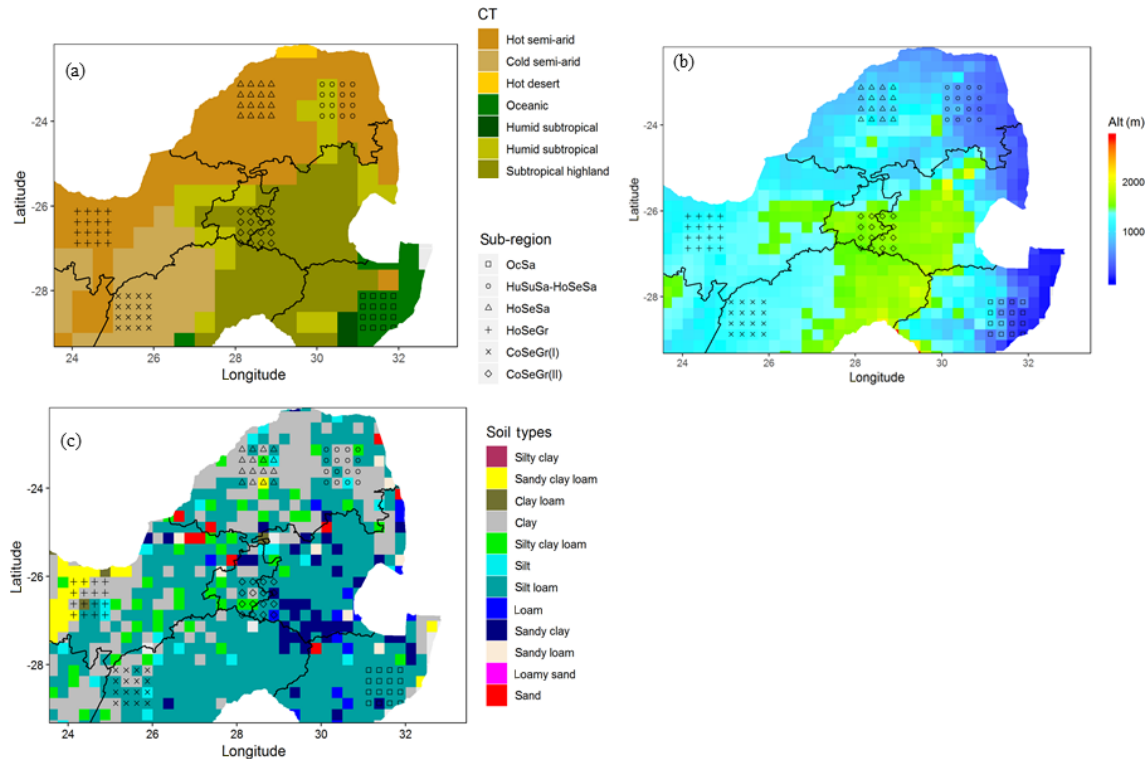 (a)
-24
-26
-28
24
26
28
30
32
Latitude
Longitude
CT
Hot semi-arid
Cold semi-arid
Hot desert
Oceanic
Humid subtropical
Humid subtropical
Subtropical highland
Sub-region
OcSa
HuSuSa-HoSeSa
HoSeSa
HoSeGr
CoSeGr(I)
CoSeGr(II)
(b)
-24
-26
-28
24
26
28
30
32
Latitude
Longitude
Alt (m)
2000
1000
(c)
-24
-26
-28
24
26
28
30
32
Latitude
Longitude
Soil types
Silty clay
Sandy clay loam
Clay loam
Clay
Silty clay loam
Silt
Silt loam
Loam
Sandy clay
Sandy loam
Loamy sand
Sand